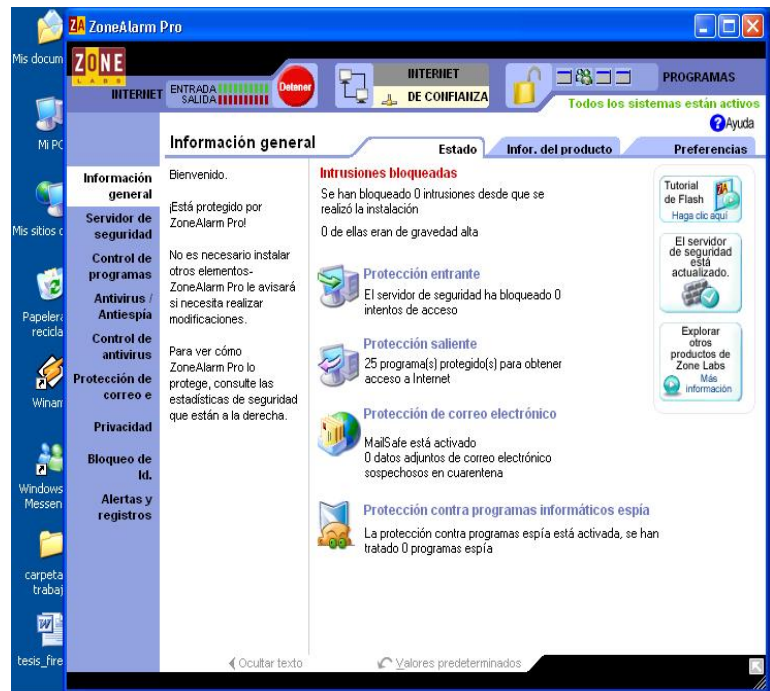 ZA ZoneAlarm Pro
ZONE
LABS
INTERNET
ENTRADA
SALIDA
Detener
INTERNET
DE CONFIANZA
PROGRAMAS
Todos los sistemas están activos
Ayuda
Información general
Estado
Infor. del producto
Preferencias
Información general
Servidor de seguridad
Control de programas
Antivirus / Antiespía
Control de antivirus
Protección de correo e
Privacidad
Bloqueo de Id.
Alertas y registros
Bienvenido.
¡Está protegido por
ZoneAlarm Pro!
No es necesario instalar
otros elementos-
ZoneAlarm Pro le avisará
si necesita realizar
modificaciones.
Para ver cómo
ZoneAlarm Pro lo
protege, consulte las
estadísticas de seguridad
que están a la derecha.
Intrusiones bloqueadas
Se han bloqueado 0 intrusiones desde que se
realizó la instalación
0 de ellas eran de gravedad alta
Protección entrante
El servidor de seguridad ha bloqueado 0
intentos de acceso
Protección saliente
25 programa(s) protegido(s) para obtener
acceso a Internet
Protección de correo electrónico
MailSafe está activado
0 datos adjuntos de correo electrónico
sospechosos en cuarentena
Protección contra programas informáticos espía
La protección contra programas espía está activada, se han
tratado 0 programas espía
Tutorial
de Flash
Haga clic aquí
El servidor
de seguridad
está
actualizado.
Explorar
otros
productos de
Zone Labs
Más
información
Ocultar texto
Valores predeterminados
Mis docum
Mi PC
Mis sitios d
Papelera
recicla
Winam
Windows
Messen
carpeta
trabaj
tesis_fire